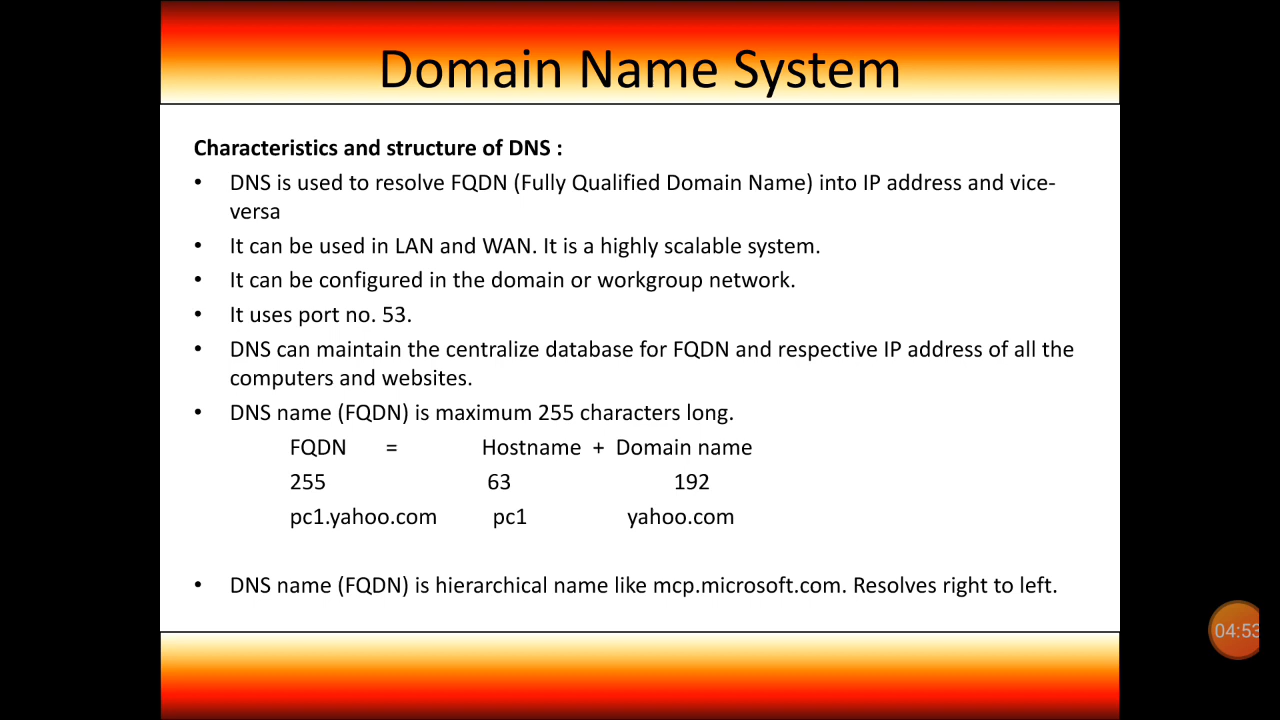 Domain Name System
Characteristics and structure of DNS :
• DNS is used to resolve FQDN (Fully Qualified Domain Name) into IP address and vice-
versa
• It can be used in LAN and WAN. It is a highly scalable system.
• It can be configured in the domain or workgroup network.
• It uses port no. 53.
• DNS can maintain the centralize database for FQDN and respective IP address of all the
computers and websites.
• DNS name (FQDN) is maximum 255 characters long.
FQDN = Hostname + Domain name
255 63 192
pc1.yahoo.com pc1 yahoo.com
• DNS name (FQDN) is hierarchical name like mcp.microsoft.com. Resolves right to left.
04:53